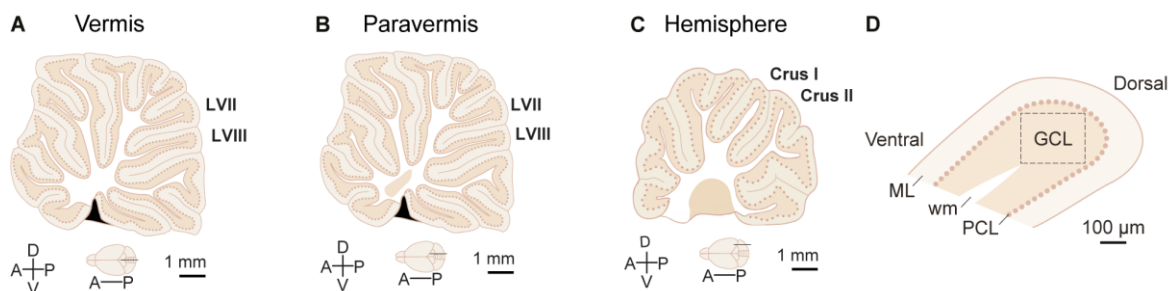 A Vermis
LVII
LVIII
D
A P
V
A P
1 mm
B Paravermis
LVII
LVIII
D
A P
V
A P
1 mm
C Hemisphere
Crus I
Crus II
D
A P
V
A P
1 mm
D
Dorsal
Ventral
GCL
ML
wm
PCL
100 µm